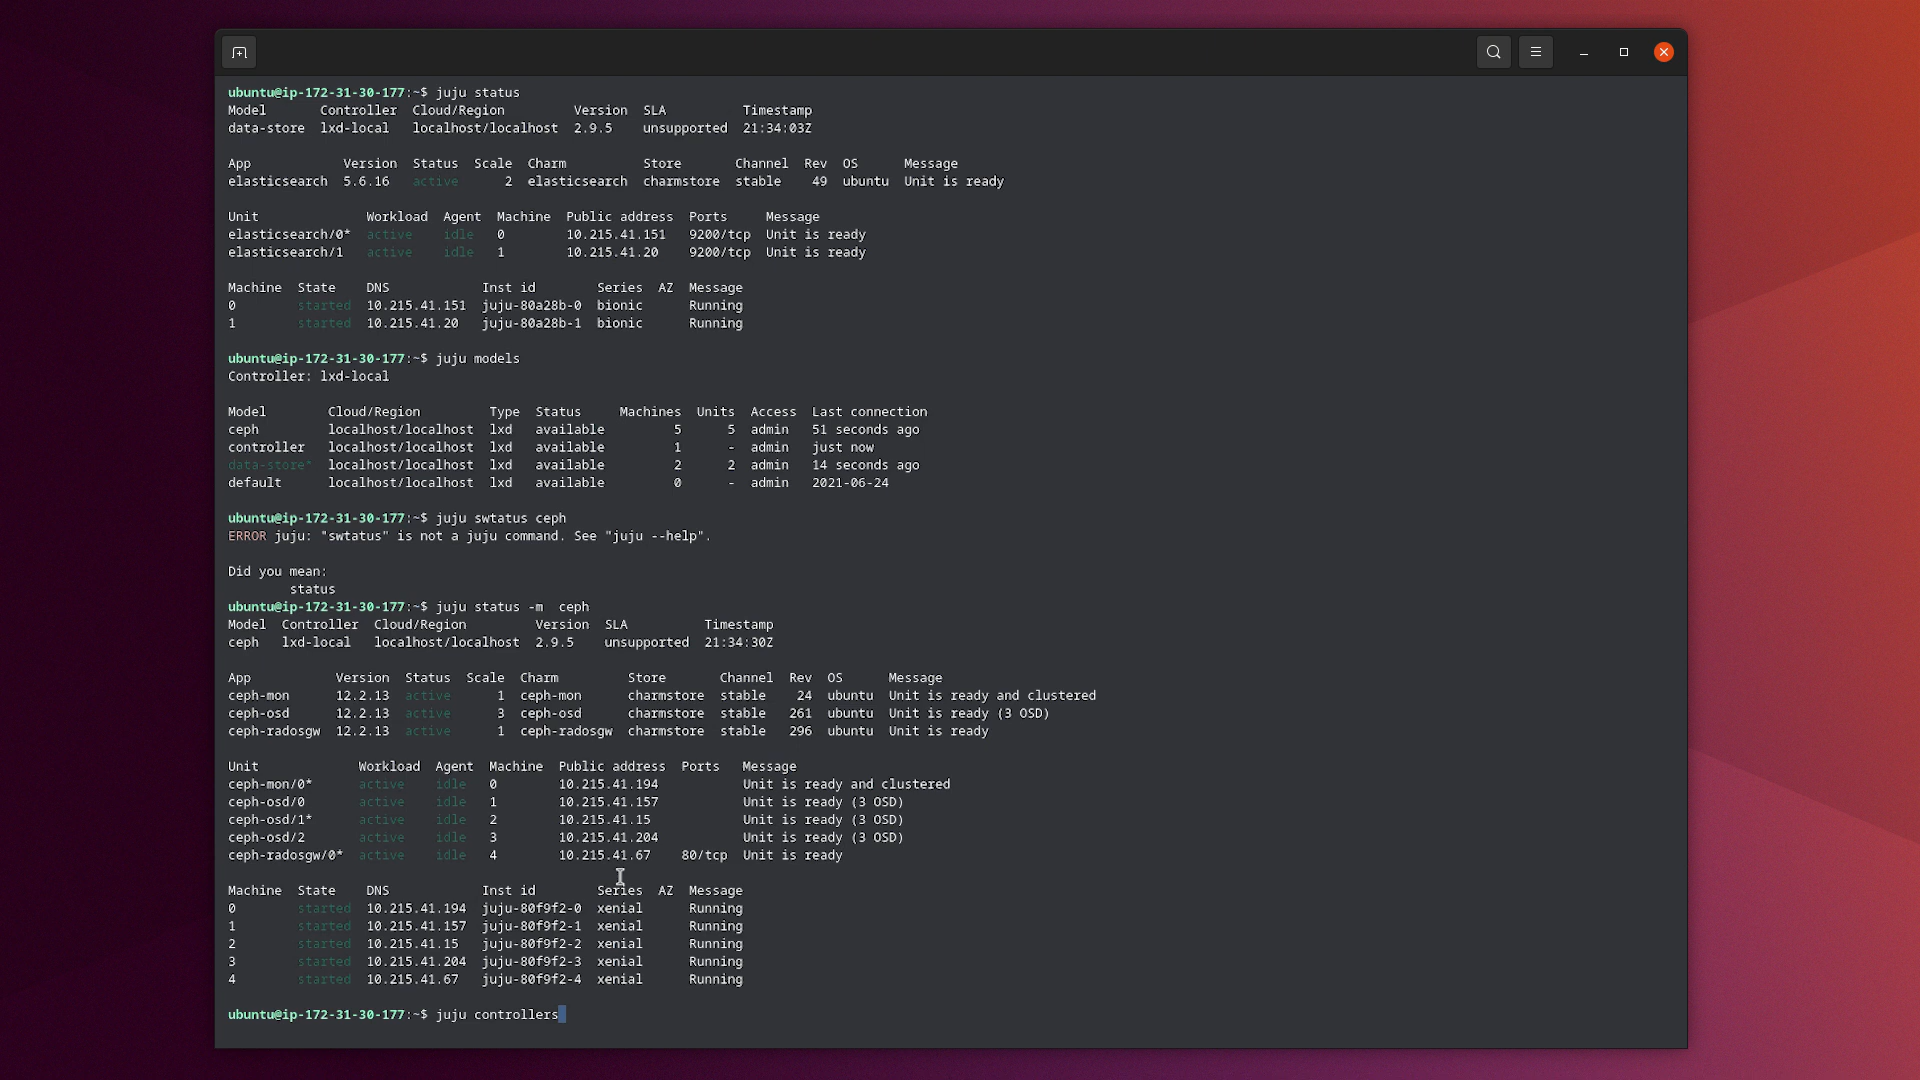 ubuntu@ip-172-31-30-177:~$ juju status
Model       Controller  Cloud/Region         Version  SLA          Timestamp
data-store  lxd-local   localhost/localhost  2.9.5    unsupported  21:34:03Z
App            Version  Status  Scale  Charm          Store       Channel  Rev  OS      Message
elasticsearch  5.6.16   active      2  elasticsearch  charmstore  stable    49  ubuntu  Unit is ready
Unit              Workload  Agent  Machine  Public address  Ports     Message
elasticsearch/0*  active    idle   0        10.215.41.151   9200/tcp  Unit is ready
elasticsearch/1   active    idle   1        10.215.41.20    9200/tcp  Unit is ready
Machine  State    DNS            Inst id        Series  AZ  Message
0        started  10.215.41.151  juju-80a28b-0  bionic      Running
1        started  10.215.41.20   juju-80a28b-1  bionic      Running
ubuntu@ip-172-31-30-177:~$ juju models
Controller: lxd-local
Model        Cloud/Region         Type  Status     Machines  Units  Access  Last connection
ceph         localhost/localhost  lxd   available         5      5  admin   51 seconds ago
controller   localhost/localhost  lxd   available         1      -  admin   just now
data-store*  localhost/localhost  lxd   available         2      2  admin   14 seconds ago
default      localhost/localhost  lxd   available         0      -  admin   2021-06-24
ubuntu@ip-172-31-30-177:~$ juju swtatus ceph
ERROR juju: "swtatus" is not a juju command. See "juju --help".
Did you mean:
        status
ubuntu@ip-172-31-30-177:~$ juju status -m  ceph
Model  Controller  Cloud/Region         Version  SLA          Timestamp
ceph   lxd-local   localhost/localhost  2.9.5    unsupported  21:34:30Z
App           Version  Status  Scale  Charm         Store       Channel  Rev  OS      Message
ceph-mon      12.2.13  active      1  ceph-mon      charmstore  stable    24  ubuntu  Unit is ready and clustered
ceph-osd      12.2.13  active      3  ceph-osd      charmstore  stable   261  ubuntu  Unit is ready (3 OSD)
ceph-radosgw  12.2.13  active      1  ceph-radosgw  charmstore  stable   296  ubuntu  Unit is ready
Unit             Workload  Agent  Machine  Public address  Ports   Message
ceph-mon/0*      active    idle   0        10.215.41.194           Unit is ready and clustered
ceph-osd/0       active    idle   1        10.215.41.157           Unit is ready (3 OSD)
ceph-osd/1*      active    idle   2        10.215.41.15            Unit is ready (3 OSD)
ceph-osd/2       active    idle   3        10.215.41.204           Unit is ready (3 OSD)
ceph-radosgw/0*  active    idle   4        10.215.41.67    80/tcp  Unit is ready
Machine  State    DNS            Inst id        Series  AZ  Message
0        started  10.215.41.194  juju-80f9f2-0  xenial      Running
1        started  10.215.41.157  juju-80f9f2-1  xenial      Running
2        started  10.215.41.15   juju-80f9f2-2  xenial      Running
3        started  10.215.41.204  juju-80f9f2-3  xenial      Running
4        started  10.215.41.67   juju-80f9f2-4  xenial      Running
ubuntu@ip-172-31-30-177:~$ juju controllers